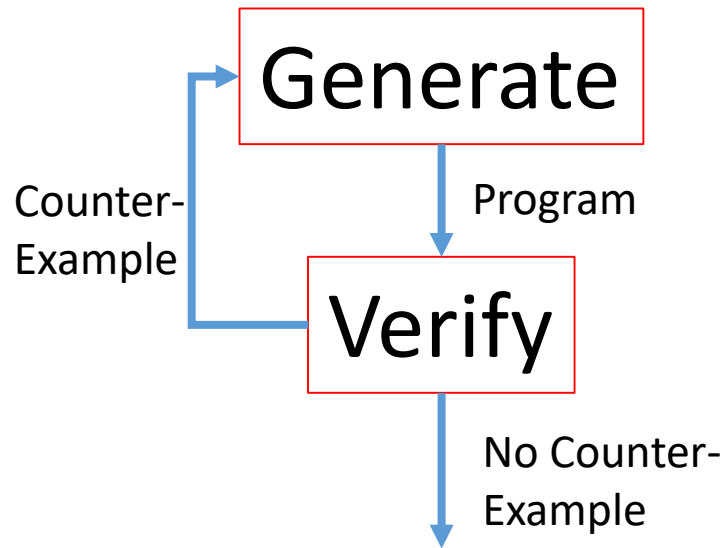 Generate
Counter-
Example
Program
Verify
No Counter-
Example